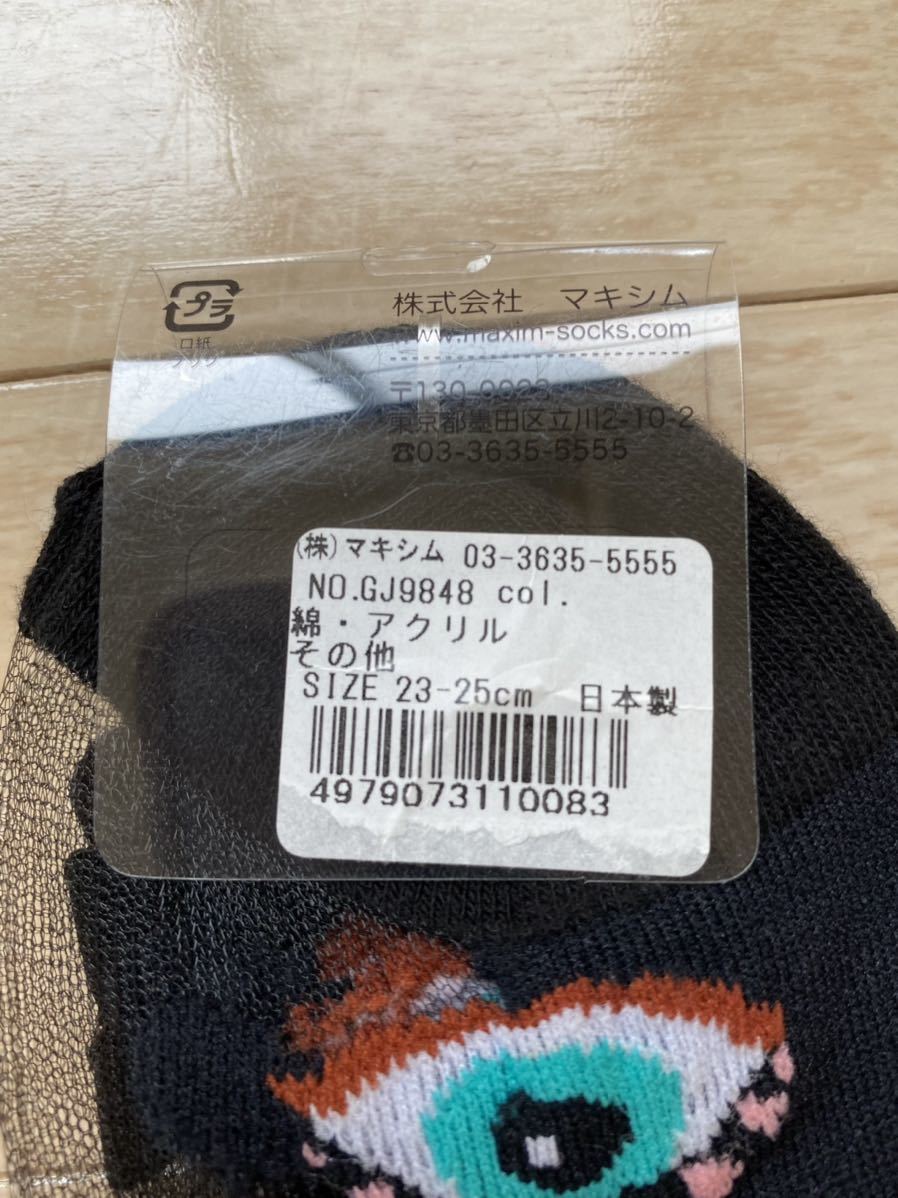 プラ
口紙
株式会社 マキシム
www.maxim-socks.com
〒130-0023
東京都墨田区立川2-10-2
☎03-3635-5555
(株)マキシム 03-3635-5555
NO.GJ9848 col.
綿・アクリル
その他
SIZE 23-25cm 日本製
4979073110083